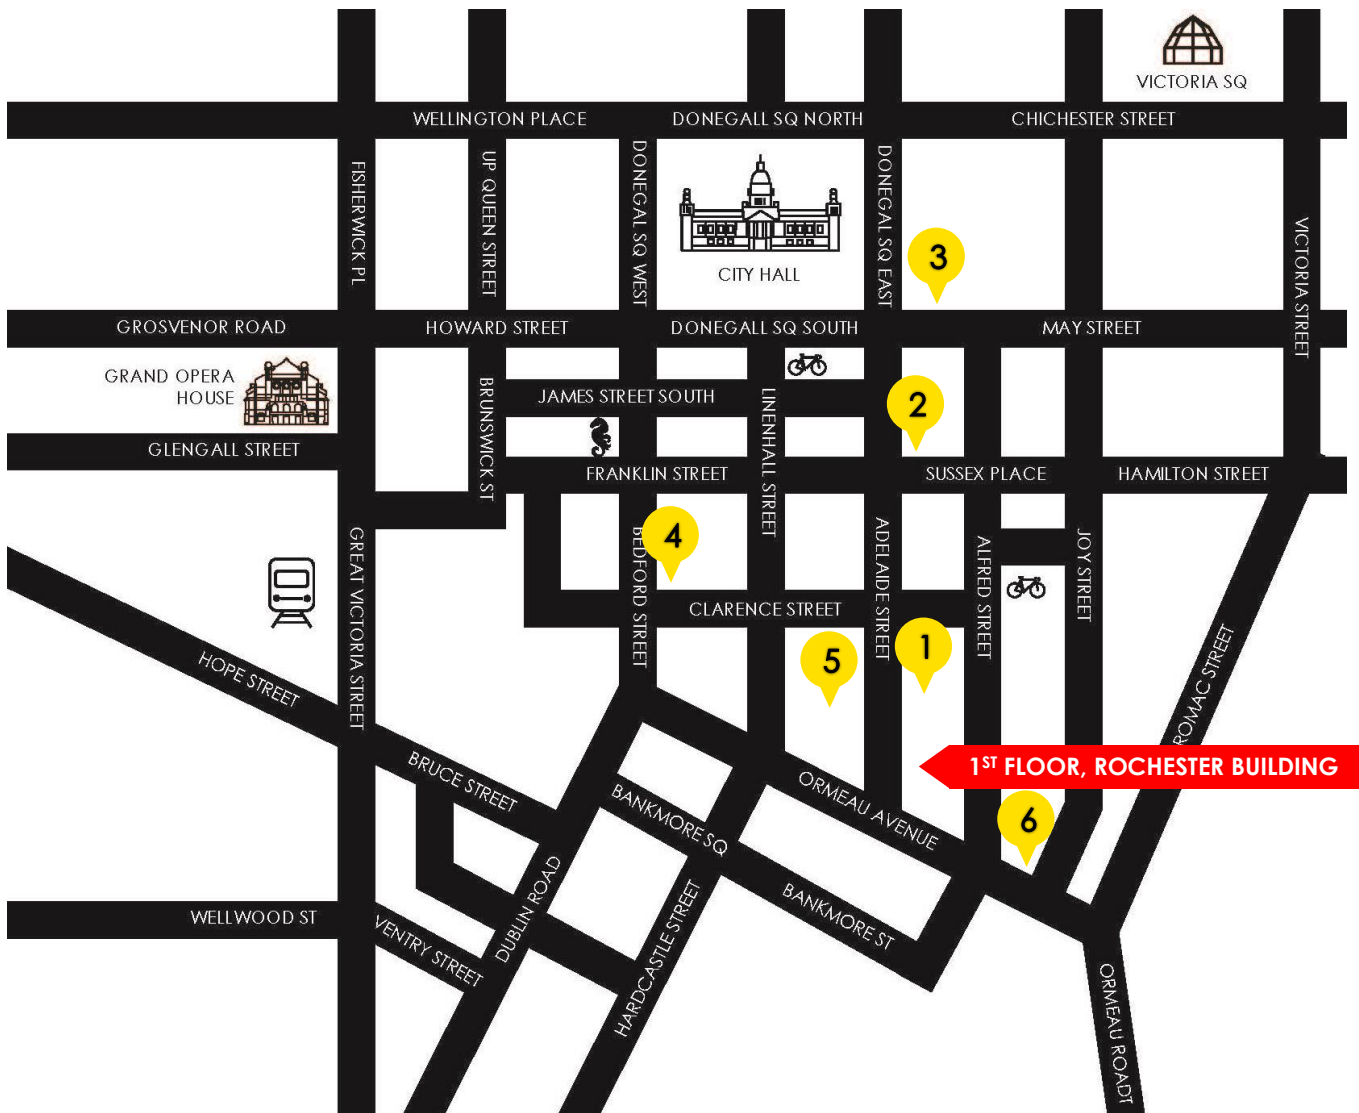 VICTORIA SQ
WELLINGTON PLACE
DONEGALL SQ NORTH
CHICHESTER STREET
FISHERWICK PL
UP QUEEN STREET
DONEGAL SQ WEST
DONEGAL SQ EAST
CITY HALL
3
VICTORIA STREET
GROSVENOR ROAD
HOWARD STREET
DONEGALL SQ SOUTH
MAY STREET
GRAND OPERA
HOUSE
BRUNSWICK ST
JAMES STREET SOUTH
LINENHALL STREET
2
GLENGALL STREET
FRANKLIN STREET
SUSSEX PLACE
HAMILTON STREET
GREAT VICTORIA STREET
BEDFORD STREET
4
ADELAIDE STREET
ALFRED STREET
JOY STREET
CLARENCE STREET
HOPE STREET
5
1
ROMAC STREET
BRUCE STREET
BANKMORE SQ
ORMEAU AVENUE
1ST FLOOR, ROCHESTER BUILDING
6
WELLWOOD ST
VENTRY STREET
DUBLIN ROAD
HARDCASTLE STREET
BANKMORE ST
ORMEAU ROADT